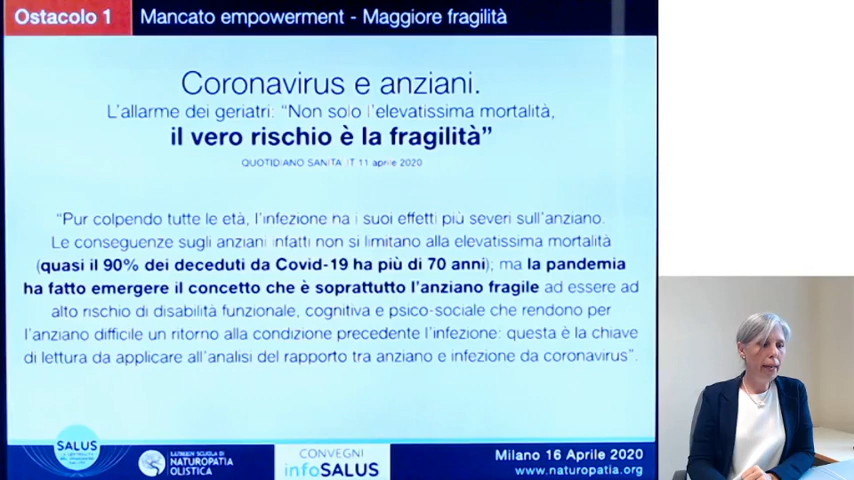 Ostacolo 1
Mancato empowerment - Maggiore fragilità
Coronavirus e anziani.
L'allarme dei geriatri: “Non solo l'elevatissima mortalità,
il vero rischio è la fragilità”
QUOTIDIANO SANITA IT 11 aprile 2020
“Pur colpendo tutte le età, l'infezione ha i suoi effetti più severi sull'anziano.
Le conseguenze sugli anziani infatti non si limitano alla elevatissima mortalità
(quasi il 90% dei deceduti da Covid-19 ha più di 70 anni); ma la pandemia
ha fatto emergere il concetto che è soprattutto l'anziano fragile ad essere ad
alto rischio di disabilità funzionale, cognitiva e psico-sociale che rendono per
l'anziano difficile un ritorno alla condizione precedente l'infezione: questa è la chiave
di lettura da applicare all'analisi del rapporto tra anziano e infezione da coronavirus”.
SALUS
SCUOLA DI
NATUROPATIA
OLISTICA
CONVEGNI
infoSALUS
Milano 16 Aprile 2020
www.naturopatia.org